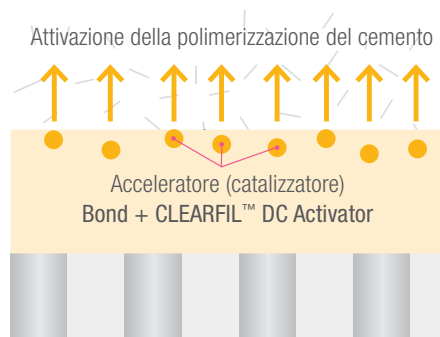 Attivazione della polimerizzazione del cemento
Acceleratore (catalizzatore)
Bond + CLEARFIL™ DC Activator